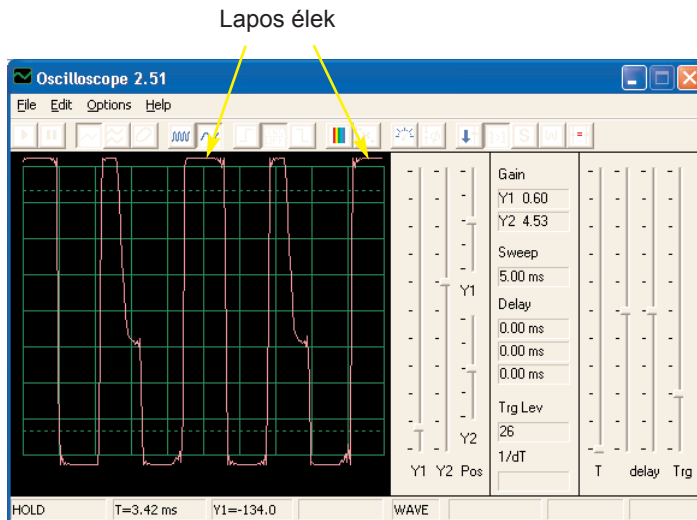 Lapos élek
Oscilloscope 2.51
File Edit Options Help
Gain
Y1 0.60
Y2 4.53
Sweep
5.00 ms
Delay
0.00 ms
0.00 ms
0.00 ms
Trg Lev
26
1/dT
Y1
Y2
Y1 Y2 Pos
T delay Trg
HOLD T=3.42 ms Y1=-134.0 WAVE